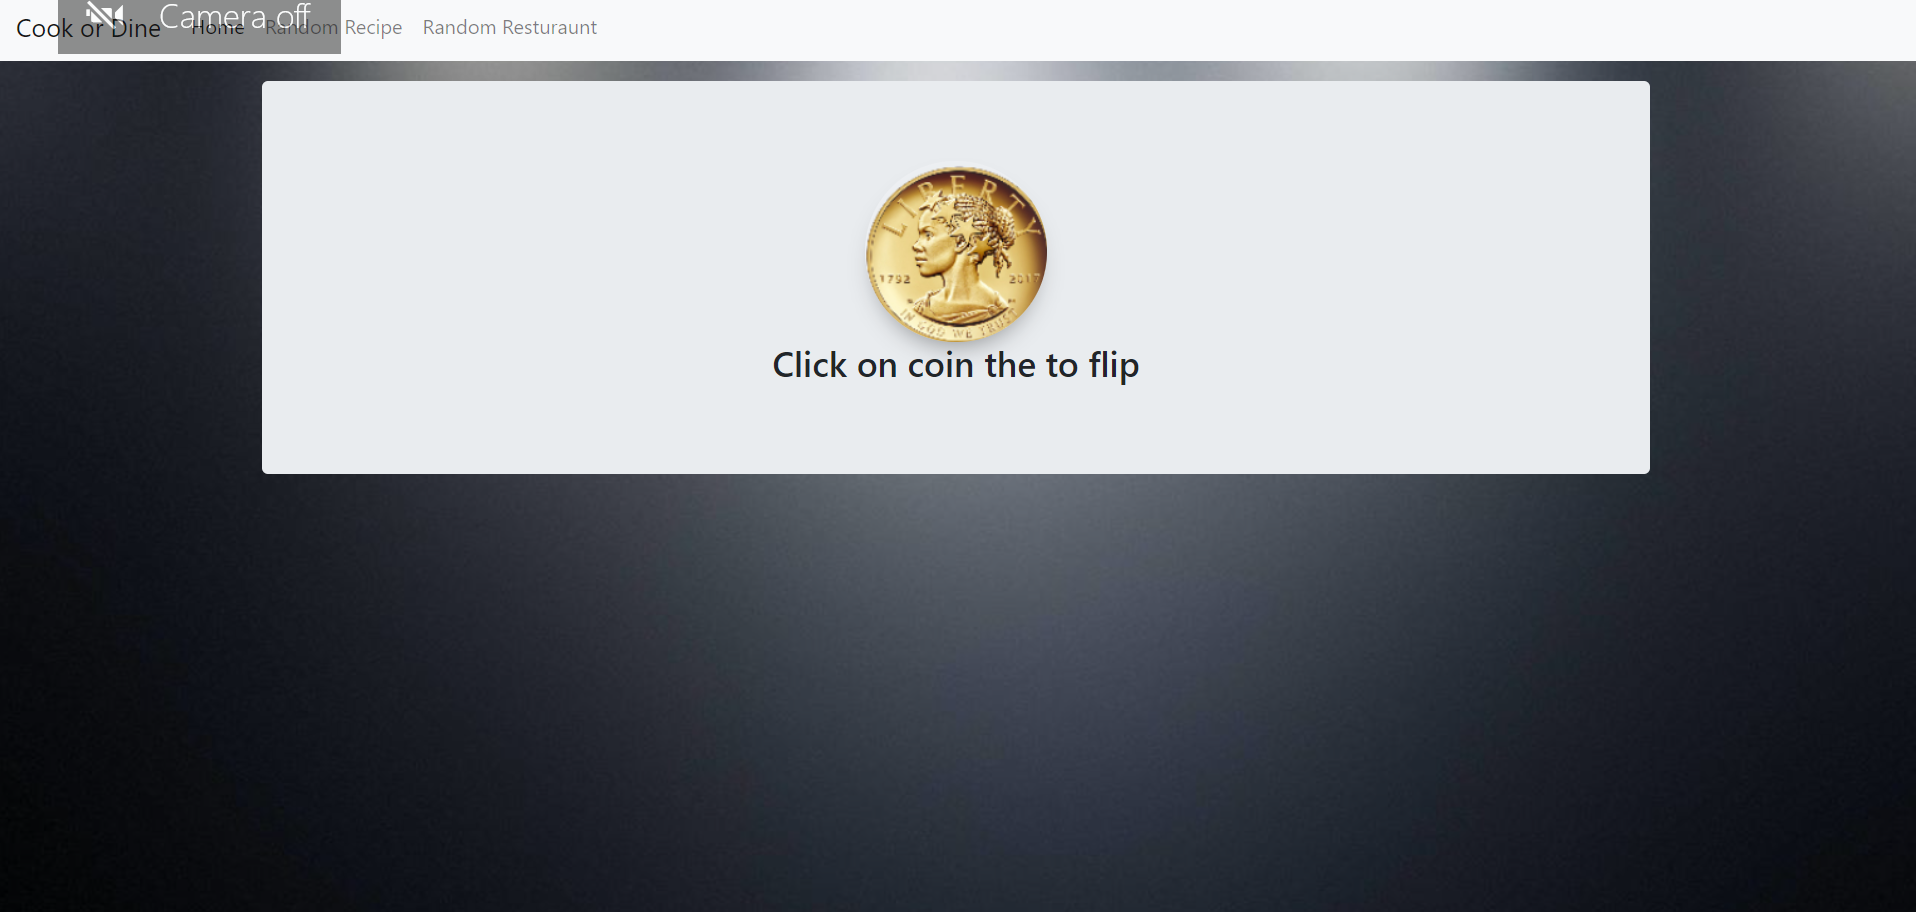 Camera off
Cook or Dine Home Random Recipe Random Resturaunt
LIBERTY
1792 2017
IN GOD WE TRUST
Click on coin the to flip